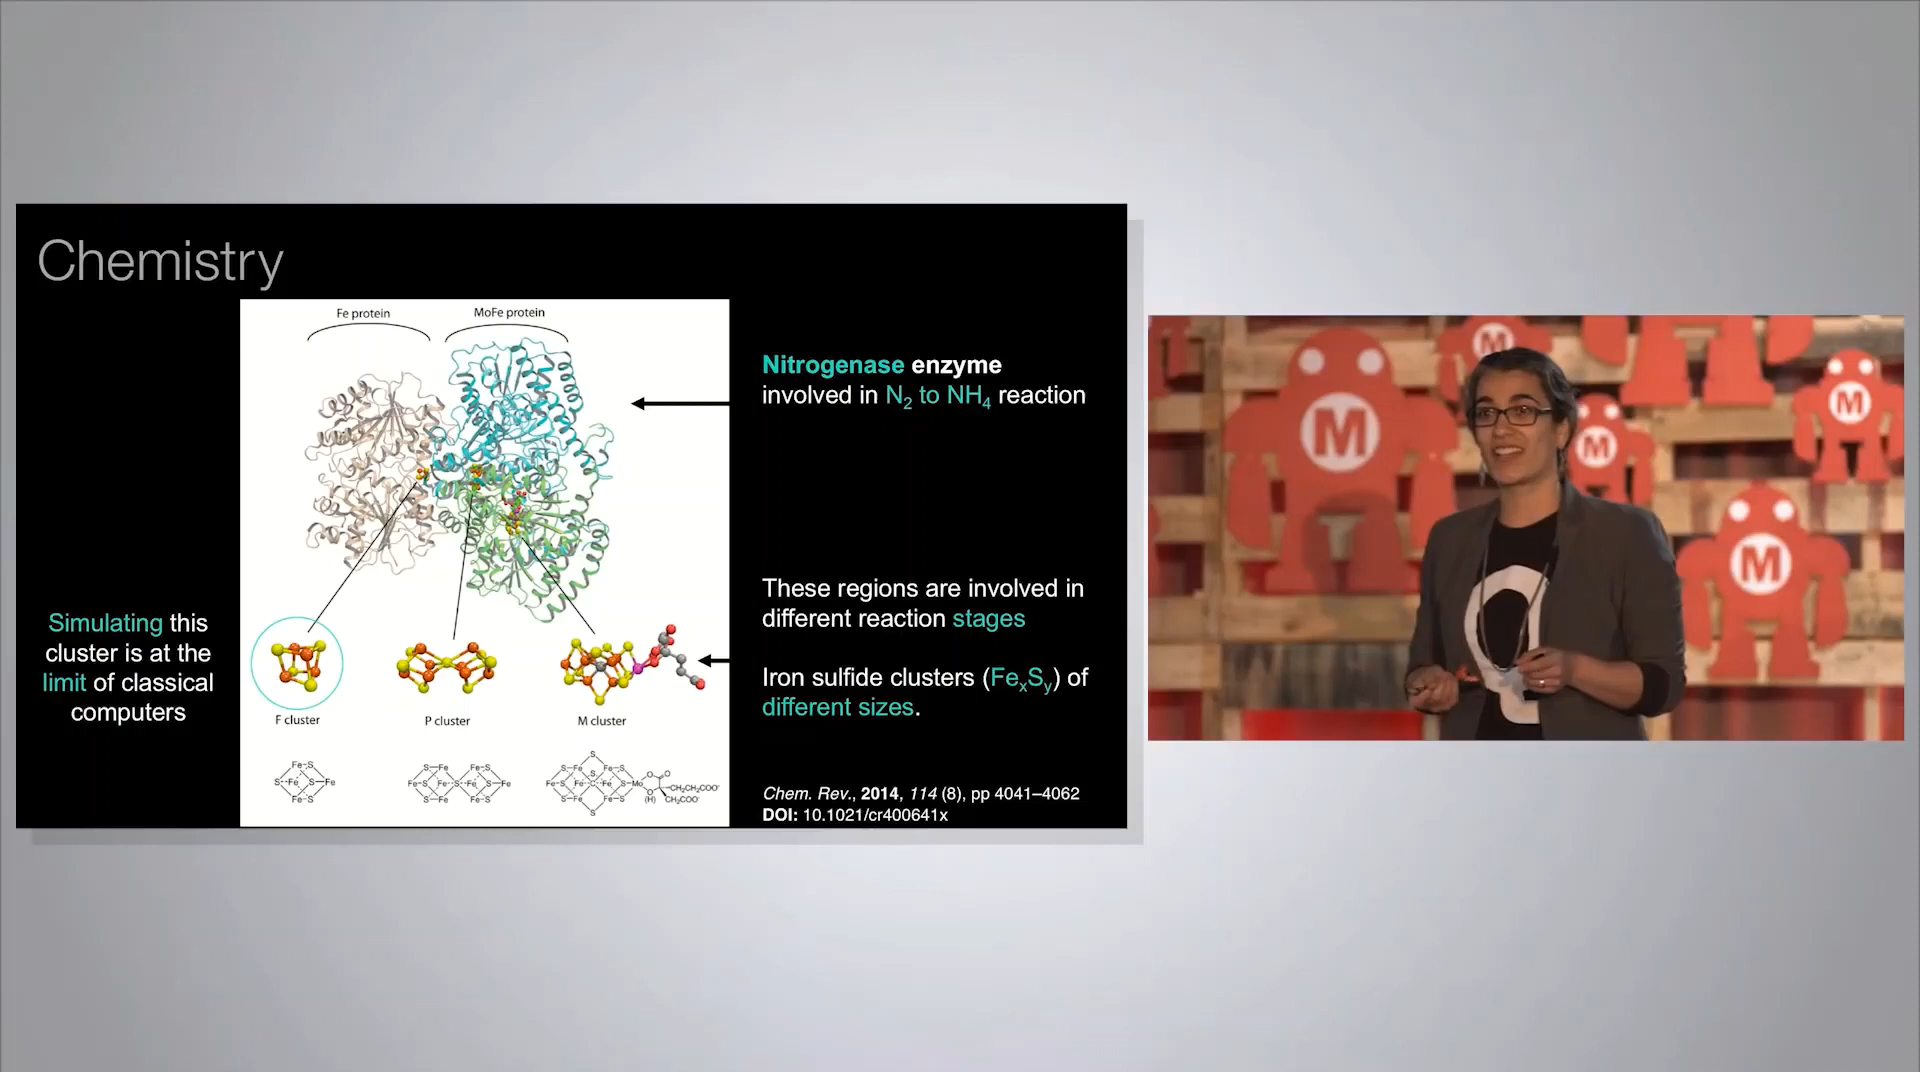 Chemistry
Fe protein
MoFe protein
Nitrogenase enzyme
involved in N2 to NH4 reaction
Simulating this
cluster is at the
limit of classical
computers
F cluster
P cluster
M cluster
These regions are involved in
different reaction stages
Iron sulfide clusters (FexSy) of
different sizes.
Chem. Rev., 2014, 114 (8), pp 4041–4062
DOI: 10.1021/cr400641x
M
M
M
M
M